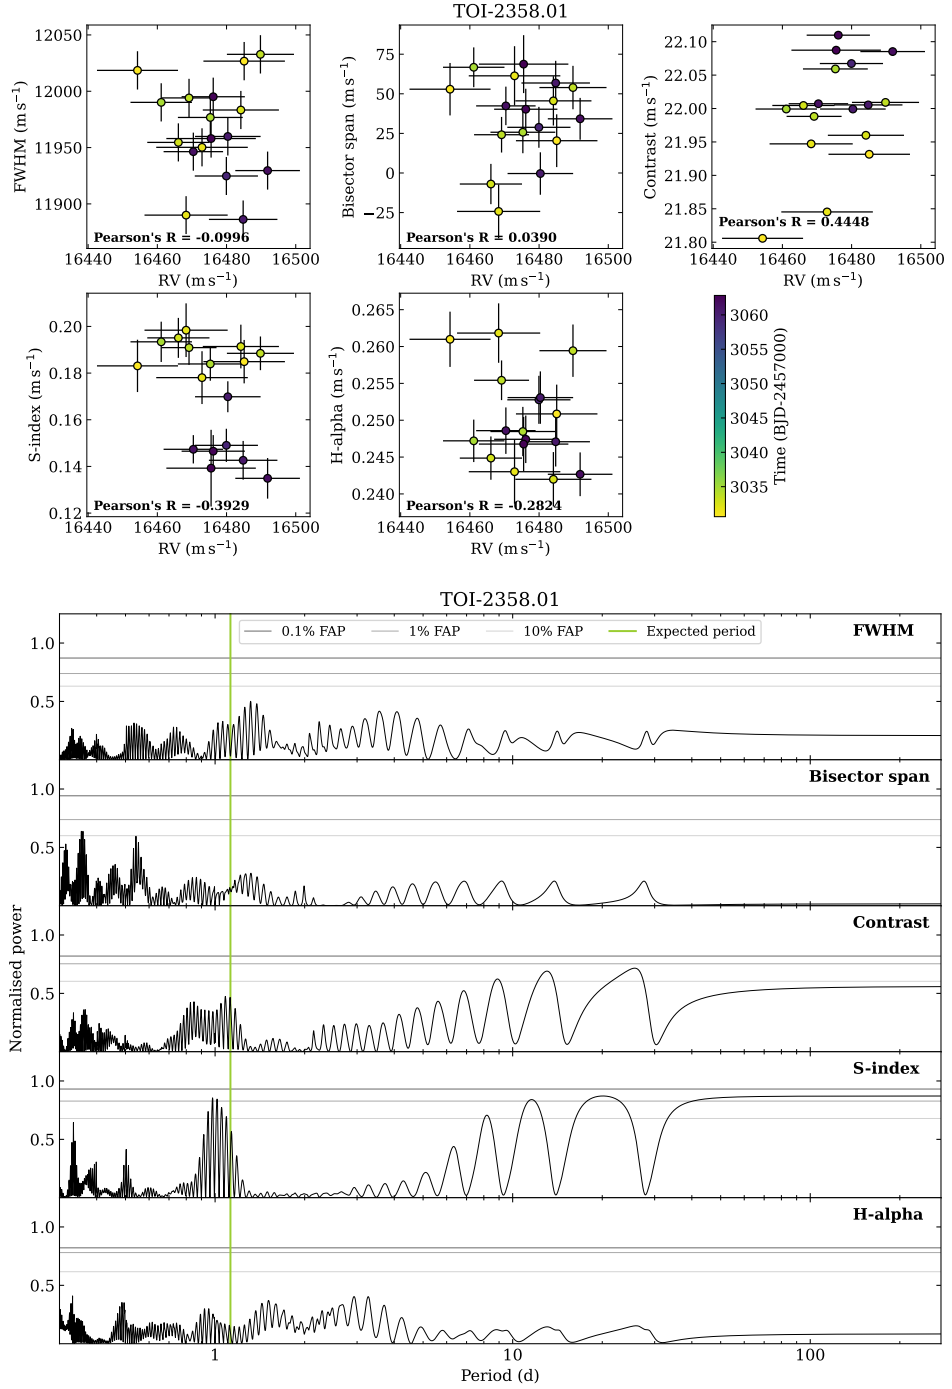 TOI-2358.01
12050
12000
11950
11900
FWHM (m s⁻¹)
Pearson's R = -0.0996
16440 16460 16480 16500
RV (m s⁻¹)
75
50
25
0
−25
Bisector span (m s⁻¹)
Pearson's R = 0.0390
16440 16460 16480 16500
RV (m s⁻¹)
22.10
22.05
22.00
21.95
21.90
21.85
21.80
Contrast (m s⁻¹)
Pearson's R = 0.4448
16440 16460 16480 16500
RV (m s⁻¹)
0.20
0.18
0.16
0.14
0.12
S-index (m s⁻¹)
Pearson's R = -0.3929
16440 16460 16480 16500
RV (m s⁻¹)
0.265
0.260
0.255
0.250
0.245
0.240
H-alpha (m s⁻¹)
Pearson's R = -0.2824
16440 16460 16480 16500
RV (m s⁻¹)
3060
3055
3050
3045
3040
3035
Time (BJD-2457000)
TOI-2358.01
0.1% FAP 1% FAP 10% FAP Expected period
FWHM
1.0
0.5
Bisector span
1.0
0.5
Contrast
1.0
0.5
Normalised power
S-index
1.0
0.5
H-alpha
1.0
0.5
1 10 100
Period (d)